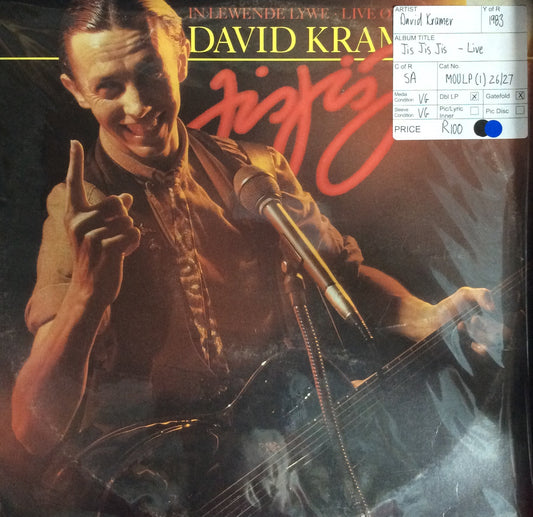 IN LEWENDE LYWE · LIVE O
DAVID KRAM
Jis Jis
ARTIST
David Kramer
Y of R
1983
ALBUM TITLE
Jis Jis Jis - Live
C of R
SA
Cat No.
MOULP (1) 26/27
Media Condition
VG
Dbl LP
X
Gatefold
X
Sleeve Condition
VG
Pic/Lyric Inner
Pic Disc
PRICE
R100